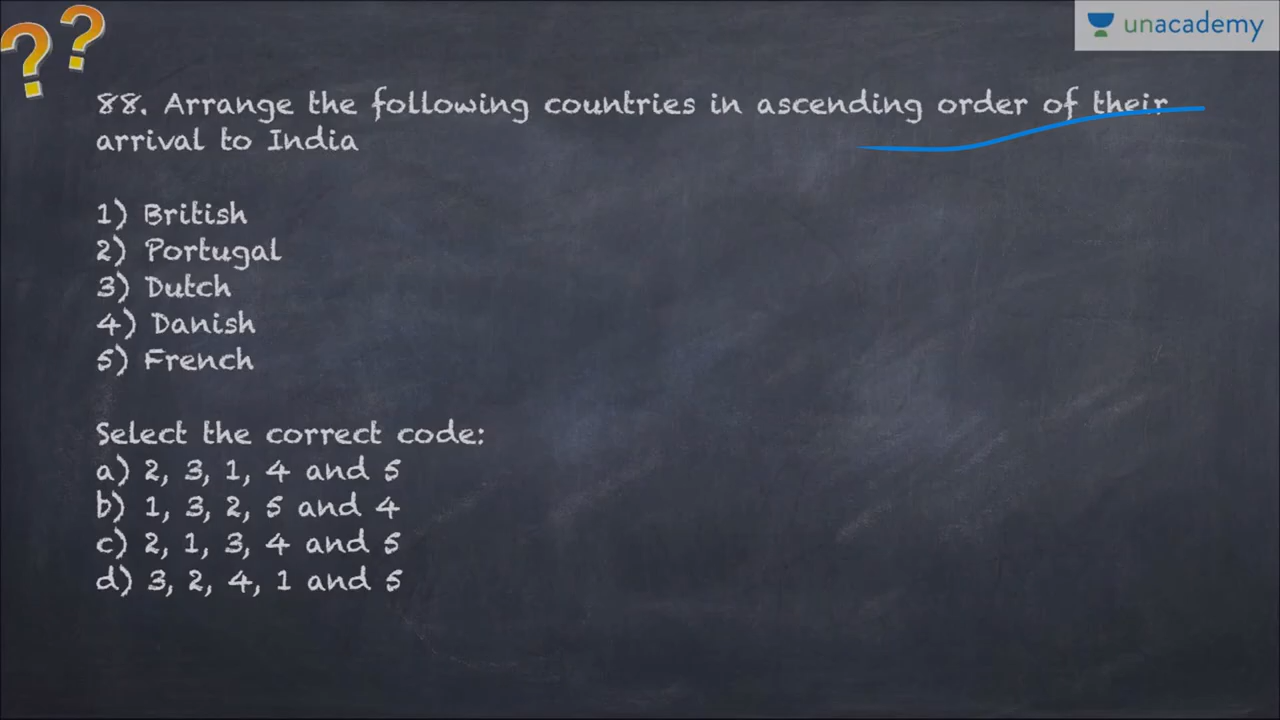 unacademy
88. Arrange the following countries in ascending order of their
arrival to India
1) British
2) Portugal
3) Dutch
4) Danish
5) French
Select the correct code:
a) 2, 3, 1, 4 and 5
b) 1, 3, 2, 5 and 4
c) 2, 1, 3, 4 and 5
d) 3, 2, 4, 1 and 5